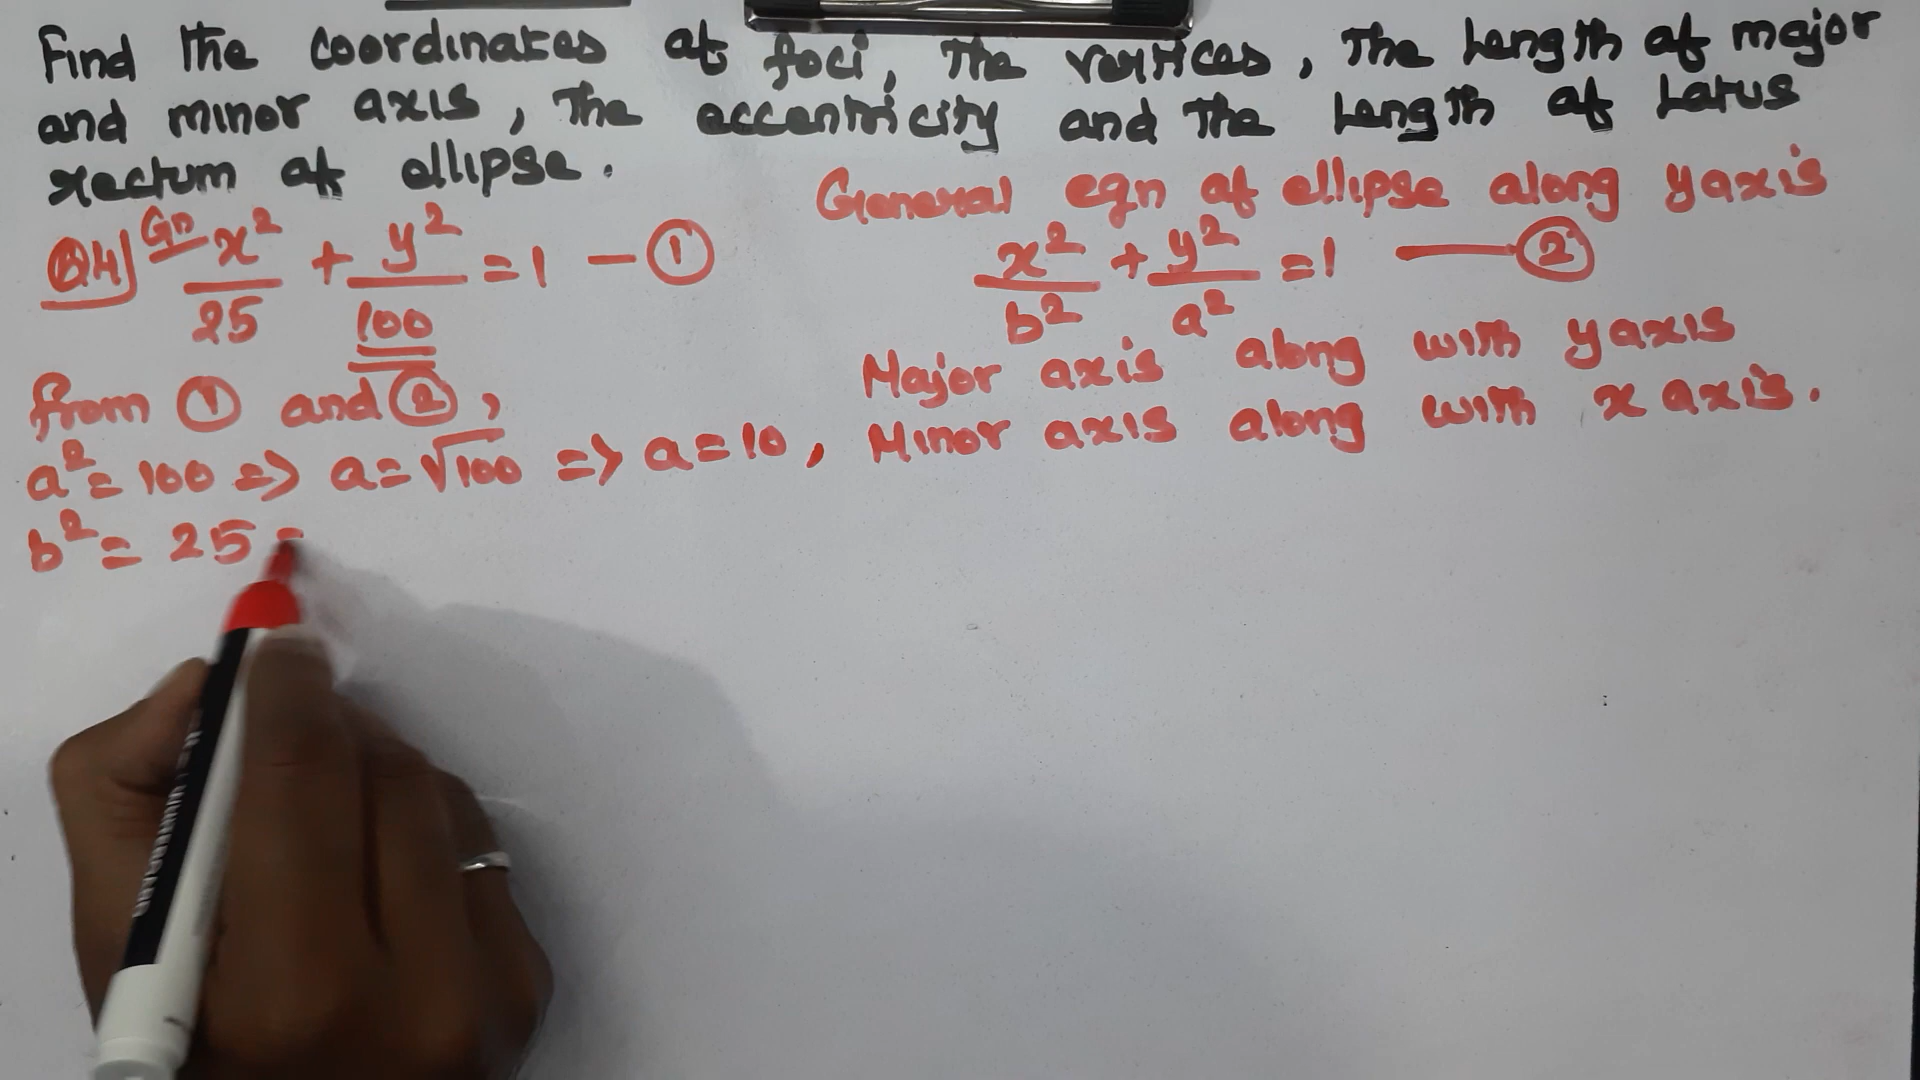 Find the coordinates of foci, The vertices, The Length of major
and minor axis, The eccentricity and The Length of Latus
rectum of ellipse.
General eqn of ellipse along y axis
Q4) Gn x²/25 + y²/100 = 1 — ①
x²/b² + y²/a² = 1 — ②
Major axis along with y axis
from ① and ②,
Minor axis along with x axis.
a² = 100 => a = √100 => a = 10,
b² = 25 =